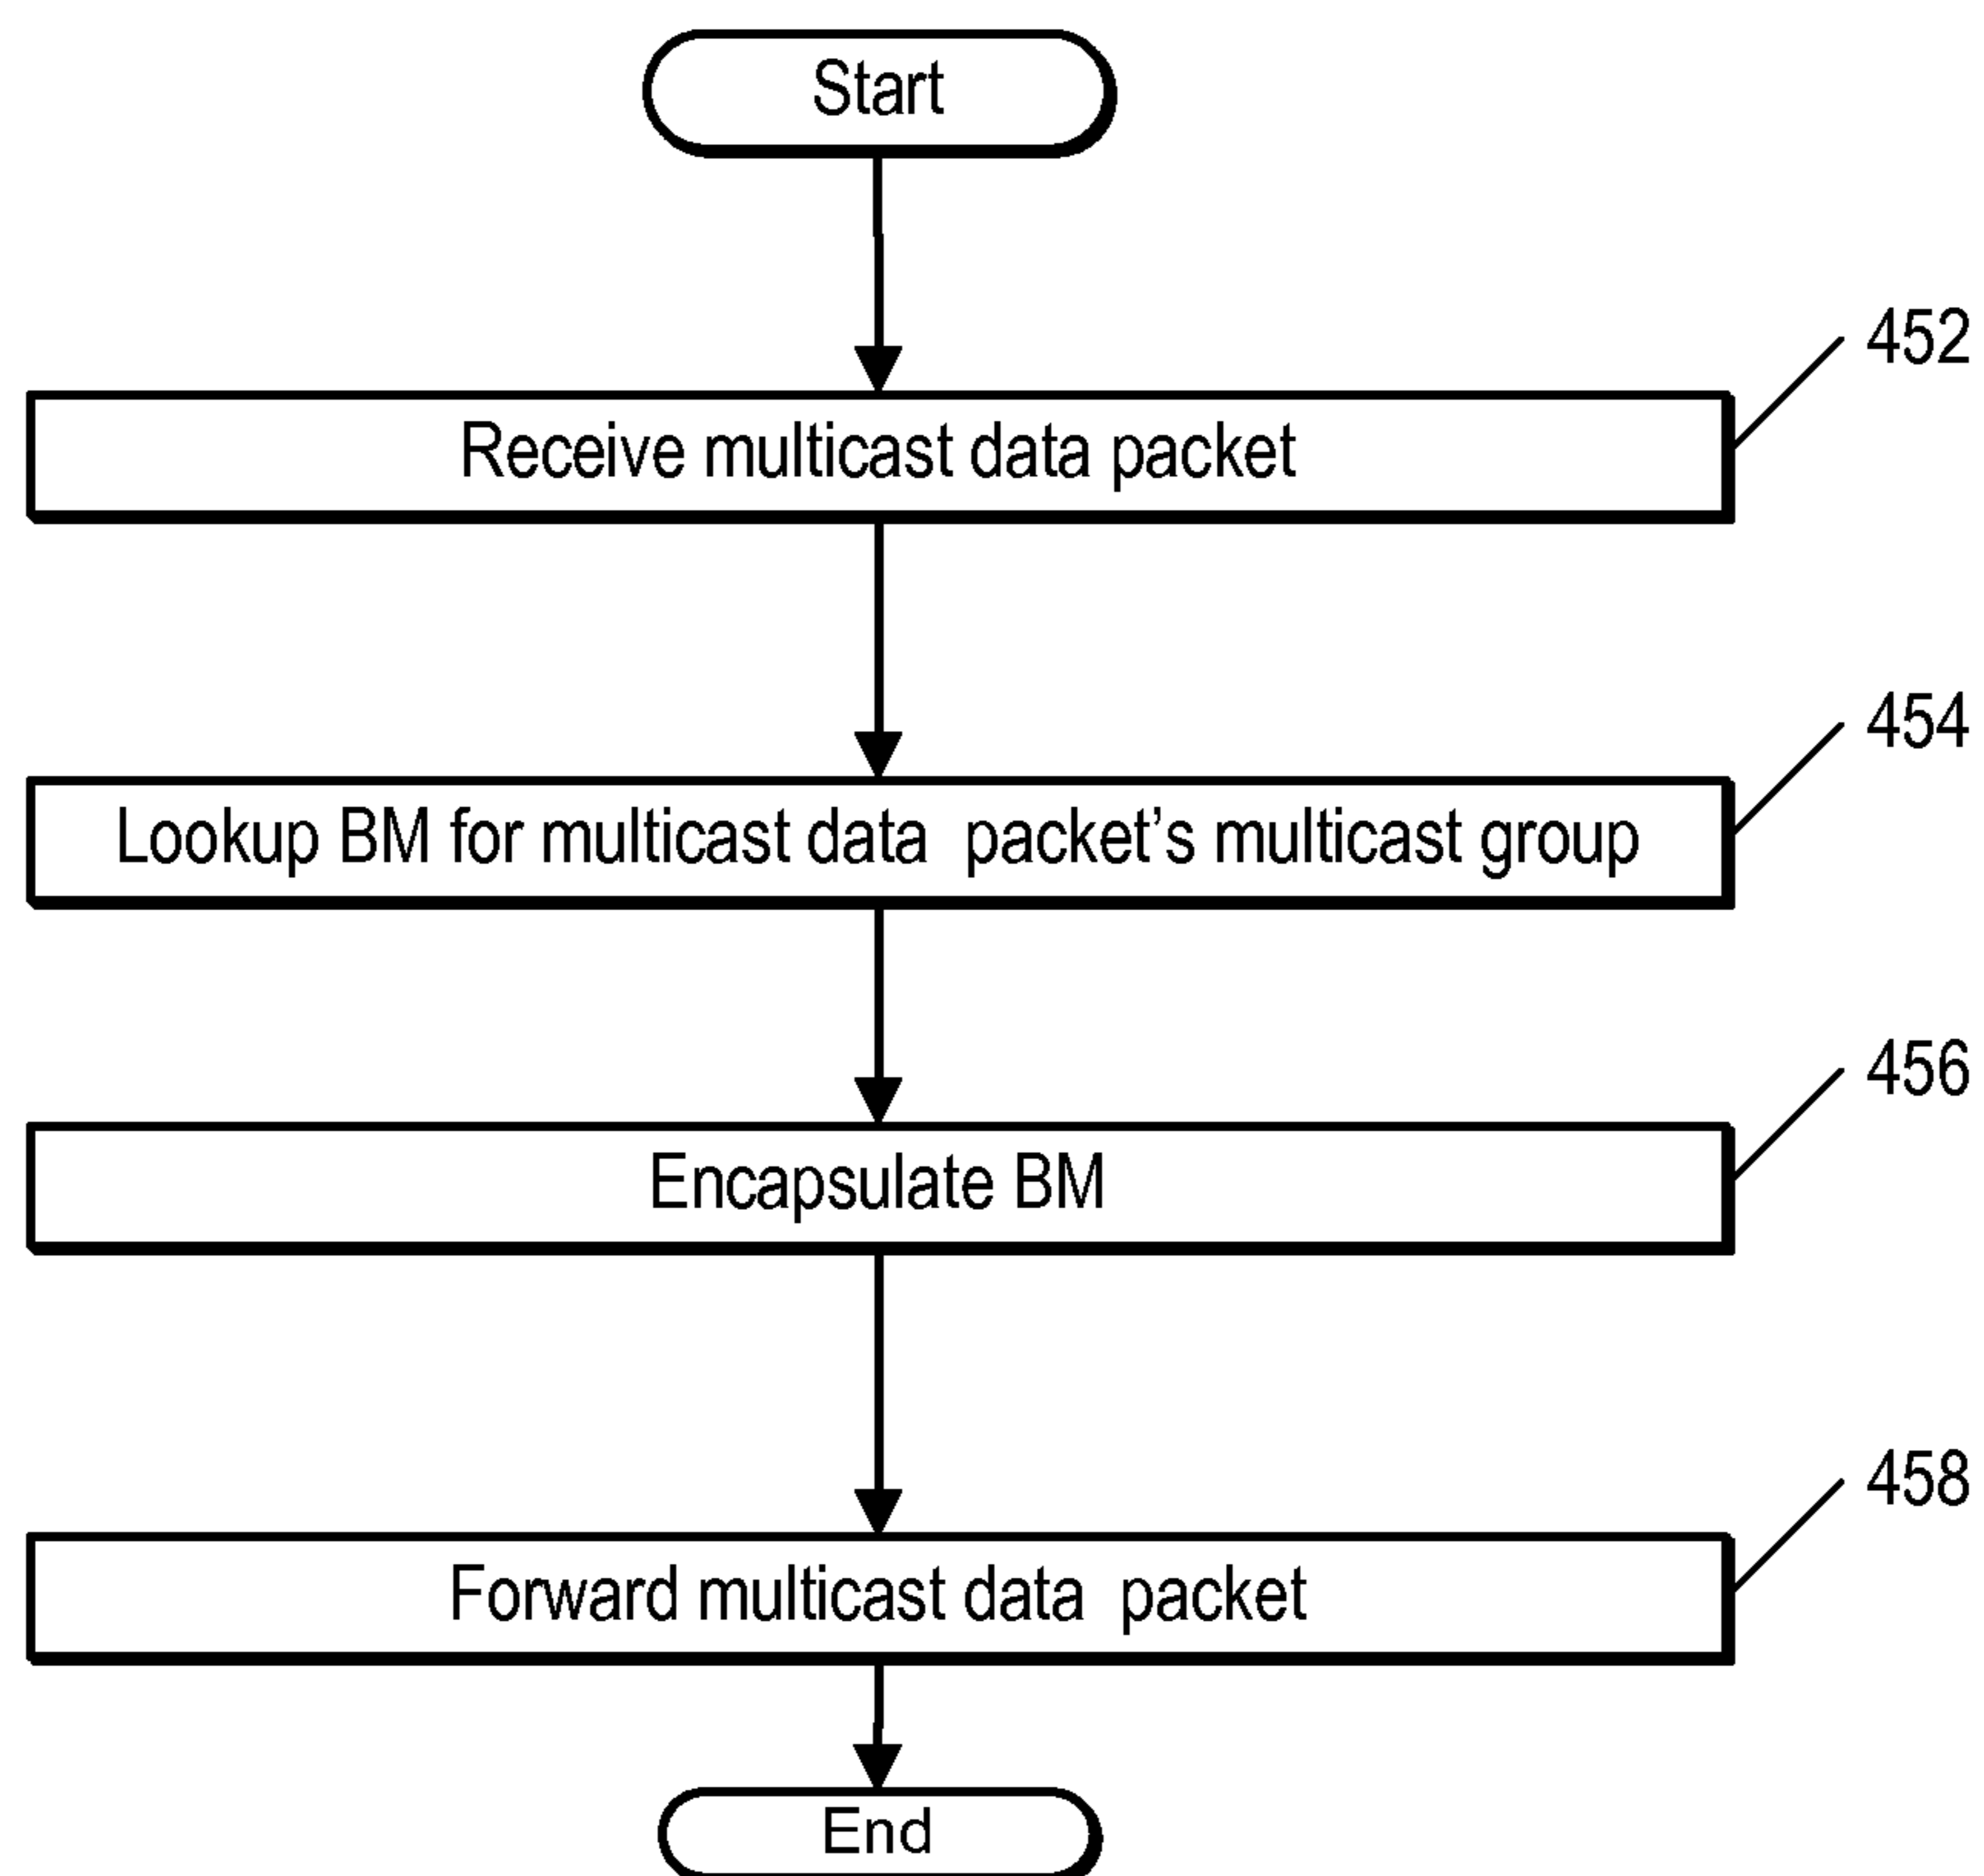 Start
452
Receive multicast data packet
454
Lookup BM for multicast data packet’s multicast group
456
Encapsulate BM
458
Forward multicast data packet
End